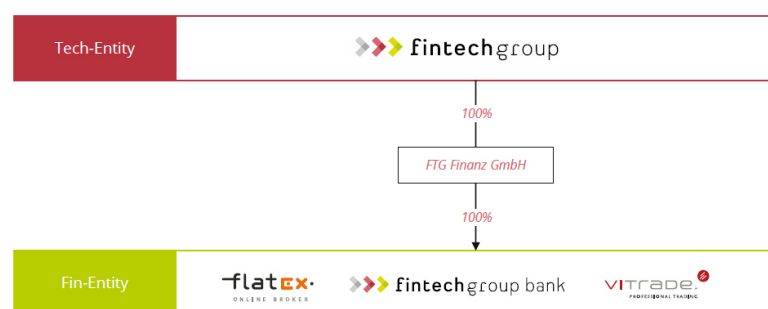 Tech-Entity
fintechgroup
100%
FTG Finanz GmbH
100%
Fin-Entity
flatex.
ONLINE BROKER
fintechgroup bank
VITRADE.
PROFESSIONAL TRADING